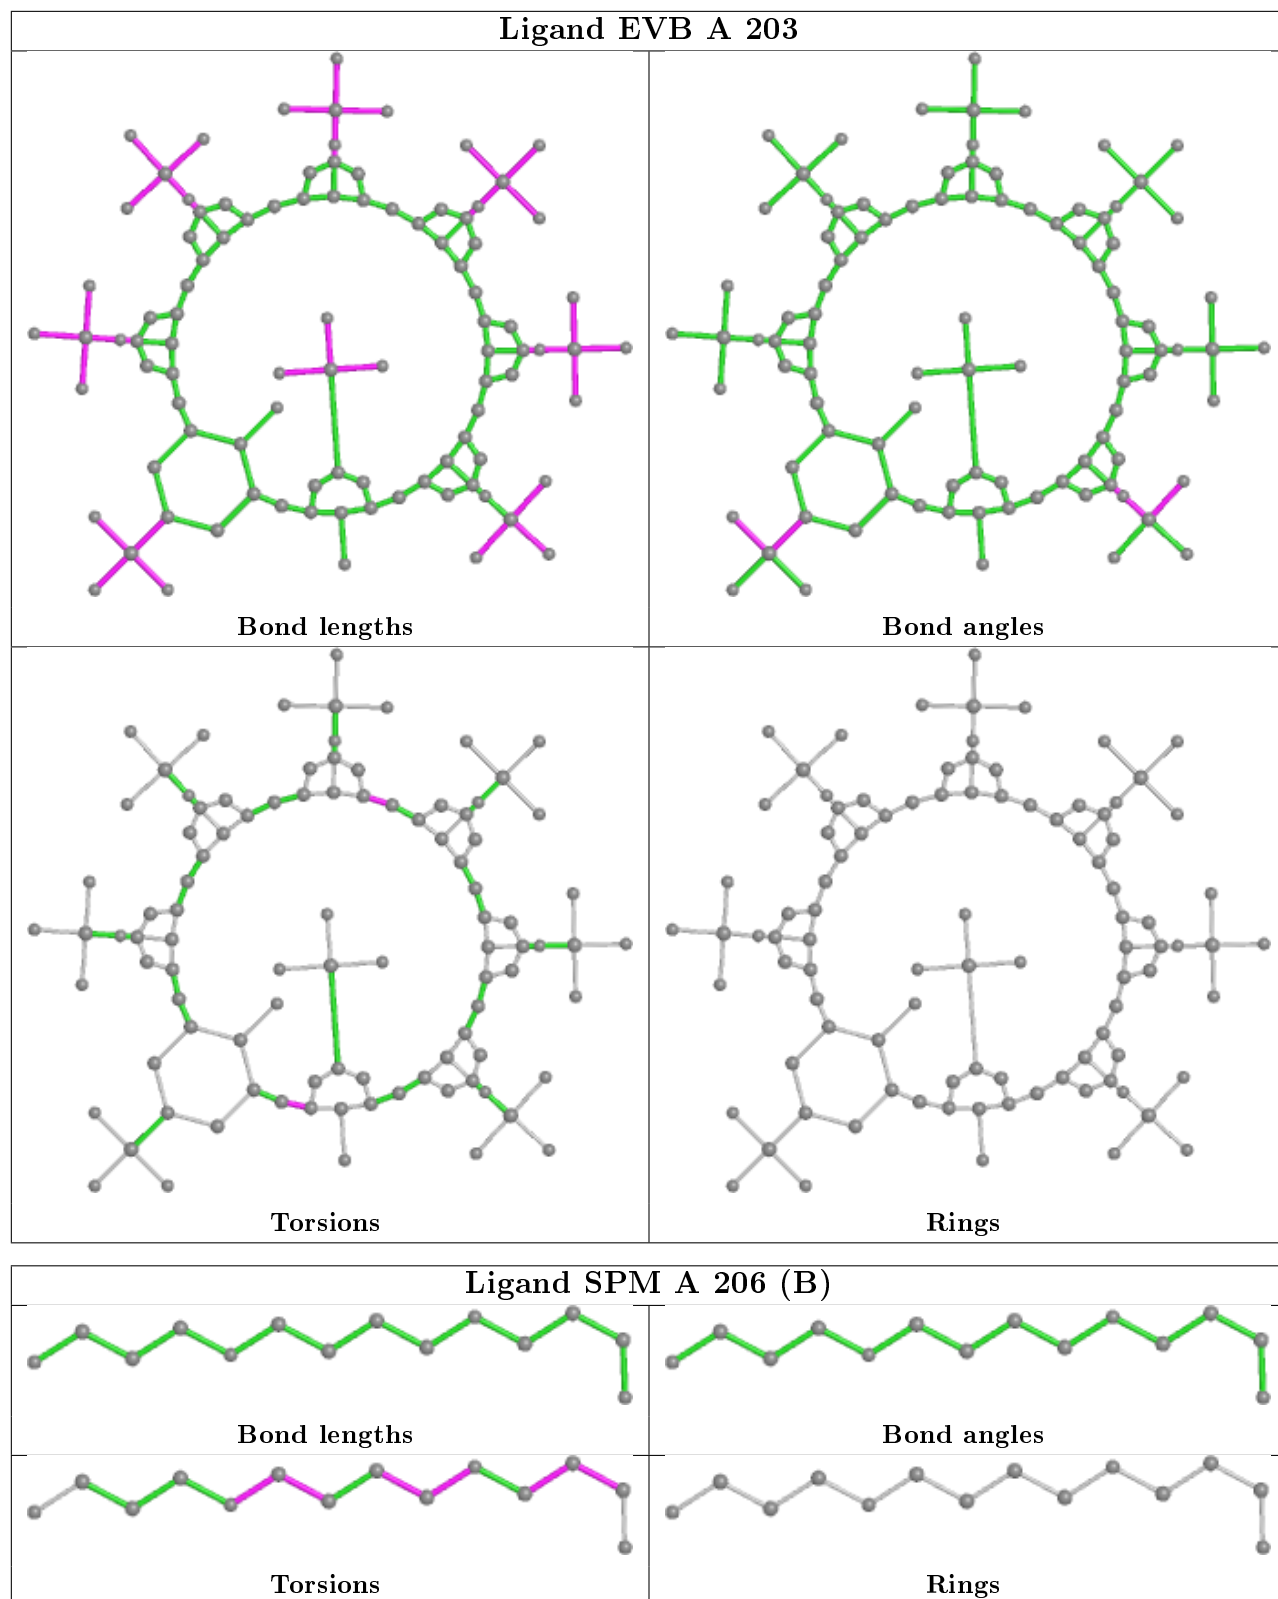 Ligand EVB A 203
Bond lengths
Bond angles
Torsions
Rings
Ligand SPM A 206 (B)
Bond lengths
Bond angles
Torsions
Rings